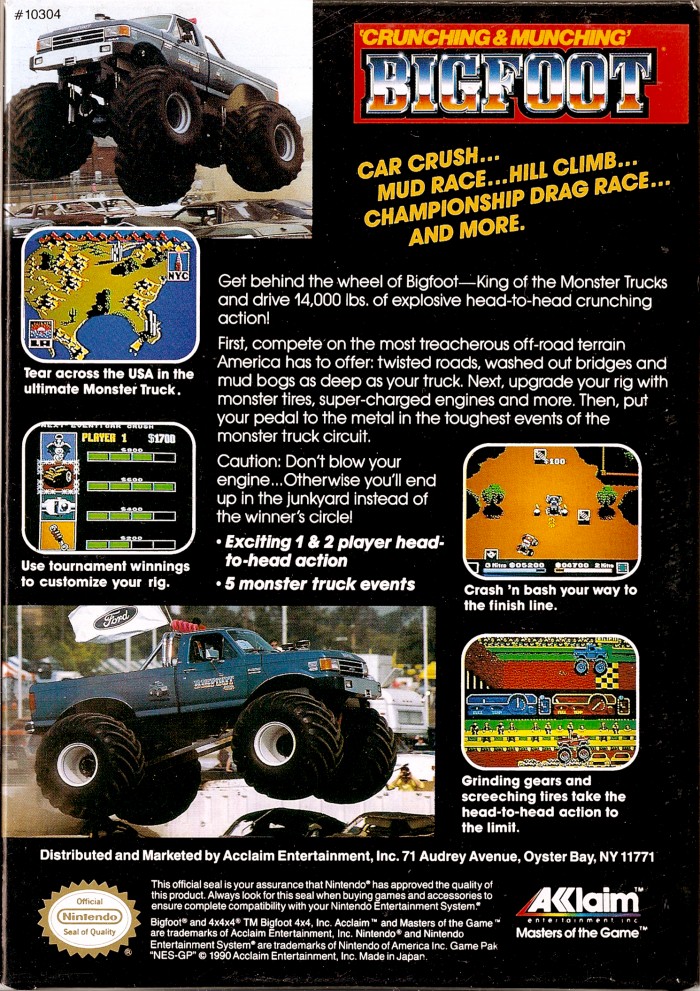 #10304
'CRUNCHING & MUNCHING'
BIGFOOT
CAR CRUSH...
MUD RACE...HILL CLIMB...
CHAMPIONSHIP DRAG RACE...
AND MORE.
NYC
LA
Tear across the USA in the
ultimate Monster Truck.
Get behind the wheel of Bigfoot—King of the Monster Trucks
and drive 14,000 lbs. of explosive head-to-head crunching
action!
First, compete on the most treacherous off-road terrain
America has to offer: twisted roads, washed out bridges and
mud bogs as deep as your truck. Next, upgrade your rig with
monster tires, super-charged engines and more. Then, put
your pedal to the metal in the toughest events of the
monster truck circuit.
NEXT EVENT:CAR CRUSH
PLAYER 1 $1700
$800
$600
$400
$200
Use tournament winnings
to customize your rig.
Caution: Don't blow your
engine...Otherwise you'll end
up in the junkyard instead of
the winner's circle!
• Exciting 1 & 2 player head-
to-head action
• 5 monster truck events
$100
3 Nitro $05200 $04700 2 Nitro
Crash 'n bash your way to
the finish line.
Ford
BIGFOOT
Grinding gears and
screeching tires take the
head-to-head action to
the limit.
Distributed and Marketed by Acclaim Entertainment, Inc. 71 Audrey Avenue, Oyster Bay, NY 11771
Official
Nintendo
Seal of Quality
®
This official seal is your assurance that Nintendo® has approved the quality of
this product. Always look for this seal when buying games and accessories to
ensure complete compatibility with your Nintendo Entertainment System.®
Bigfoot® and 4x4x4® TM Bigfoot 4x4, Inc. Acclaim™ and Masters of the Game™
are trademarks of Acclaim Entertainment, Inc. Nintendo® and Nintendo
Entertainment System® are trademarks of Nintendo of America Inc. Game Pak
"NES-GP" © 1990 Acclaim Entertainment, Inc. Made in Japan.
AKklaim™
entertainment inc
Masters of the Game™